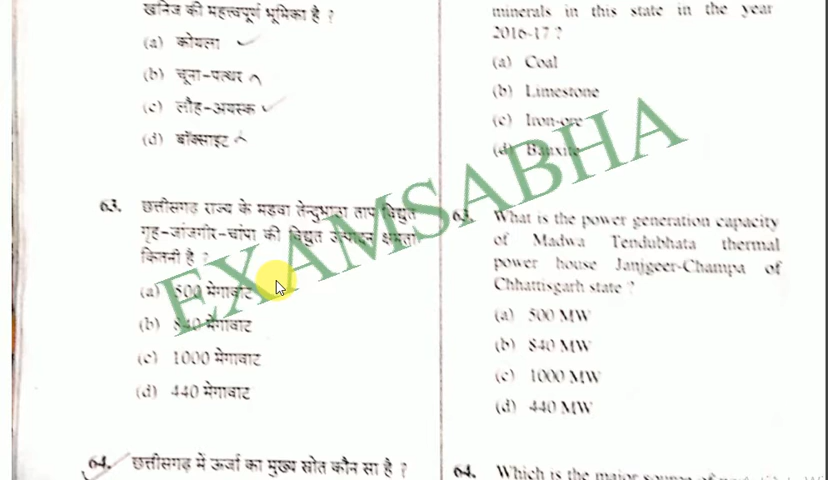 खनिज की महत्त्वपूर्ण भूमिका है ?
(a) कोयला
(b) चूना-पत्थर
(c) लौह-अयस्क
(d) बॉक्साइट
63. छत्तीसगढ़ राज्य के मड़वा तेन्दुभाठा ताप विद्युत
गृह-जांजगीर-चांपा की विद्युत उत्पादन क्षमता
कितनी है ?
(a) 500 मेगावाट
(b) 840 मेगावाट
(c) 1000 मेगावाट
(d) 440 मेगावाट
64. छत्तीसगढ़ में ऊर्जा का मुख्य स्रोत कौन सा है ?
minerals in this state in the year
2016-17 ?
(a) Coal
(b) Limestone
(c) Iron-ore
(d) Bauxite
63. What is the power generation capacity
of Madwa Tendubhata thermal
power house Janjgeer-Champa of
Chhattisgarh state ?
(a) 500 MW
(b) 840 MW
(c) 1000 MW
(d) 440 MW
64. Which is the major source of
EXAMSABHA